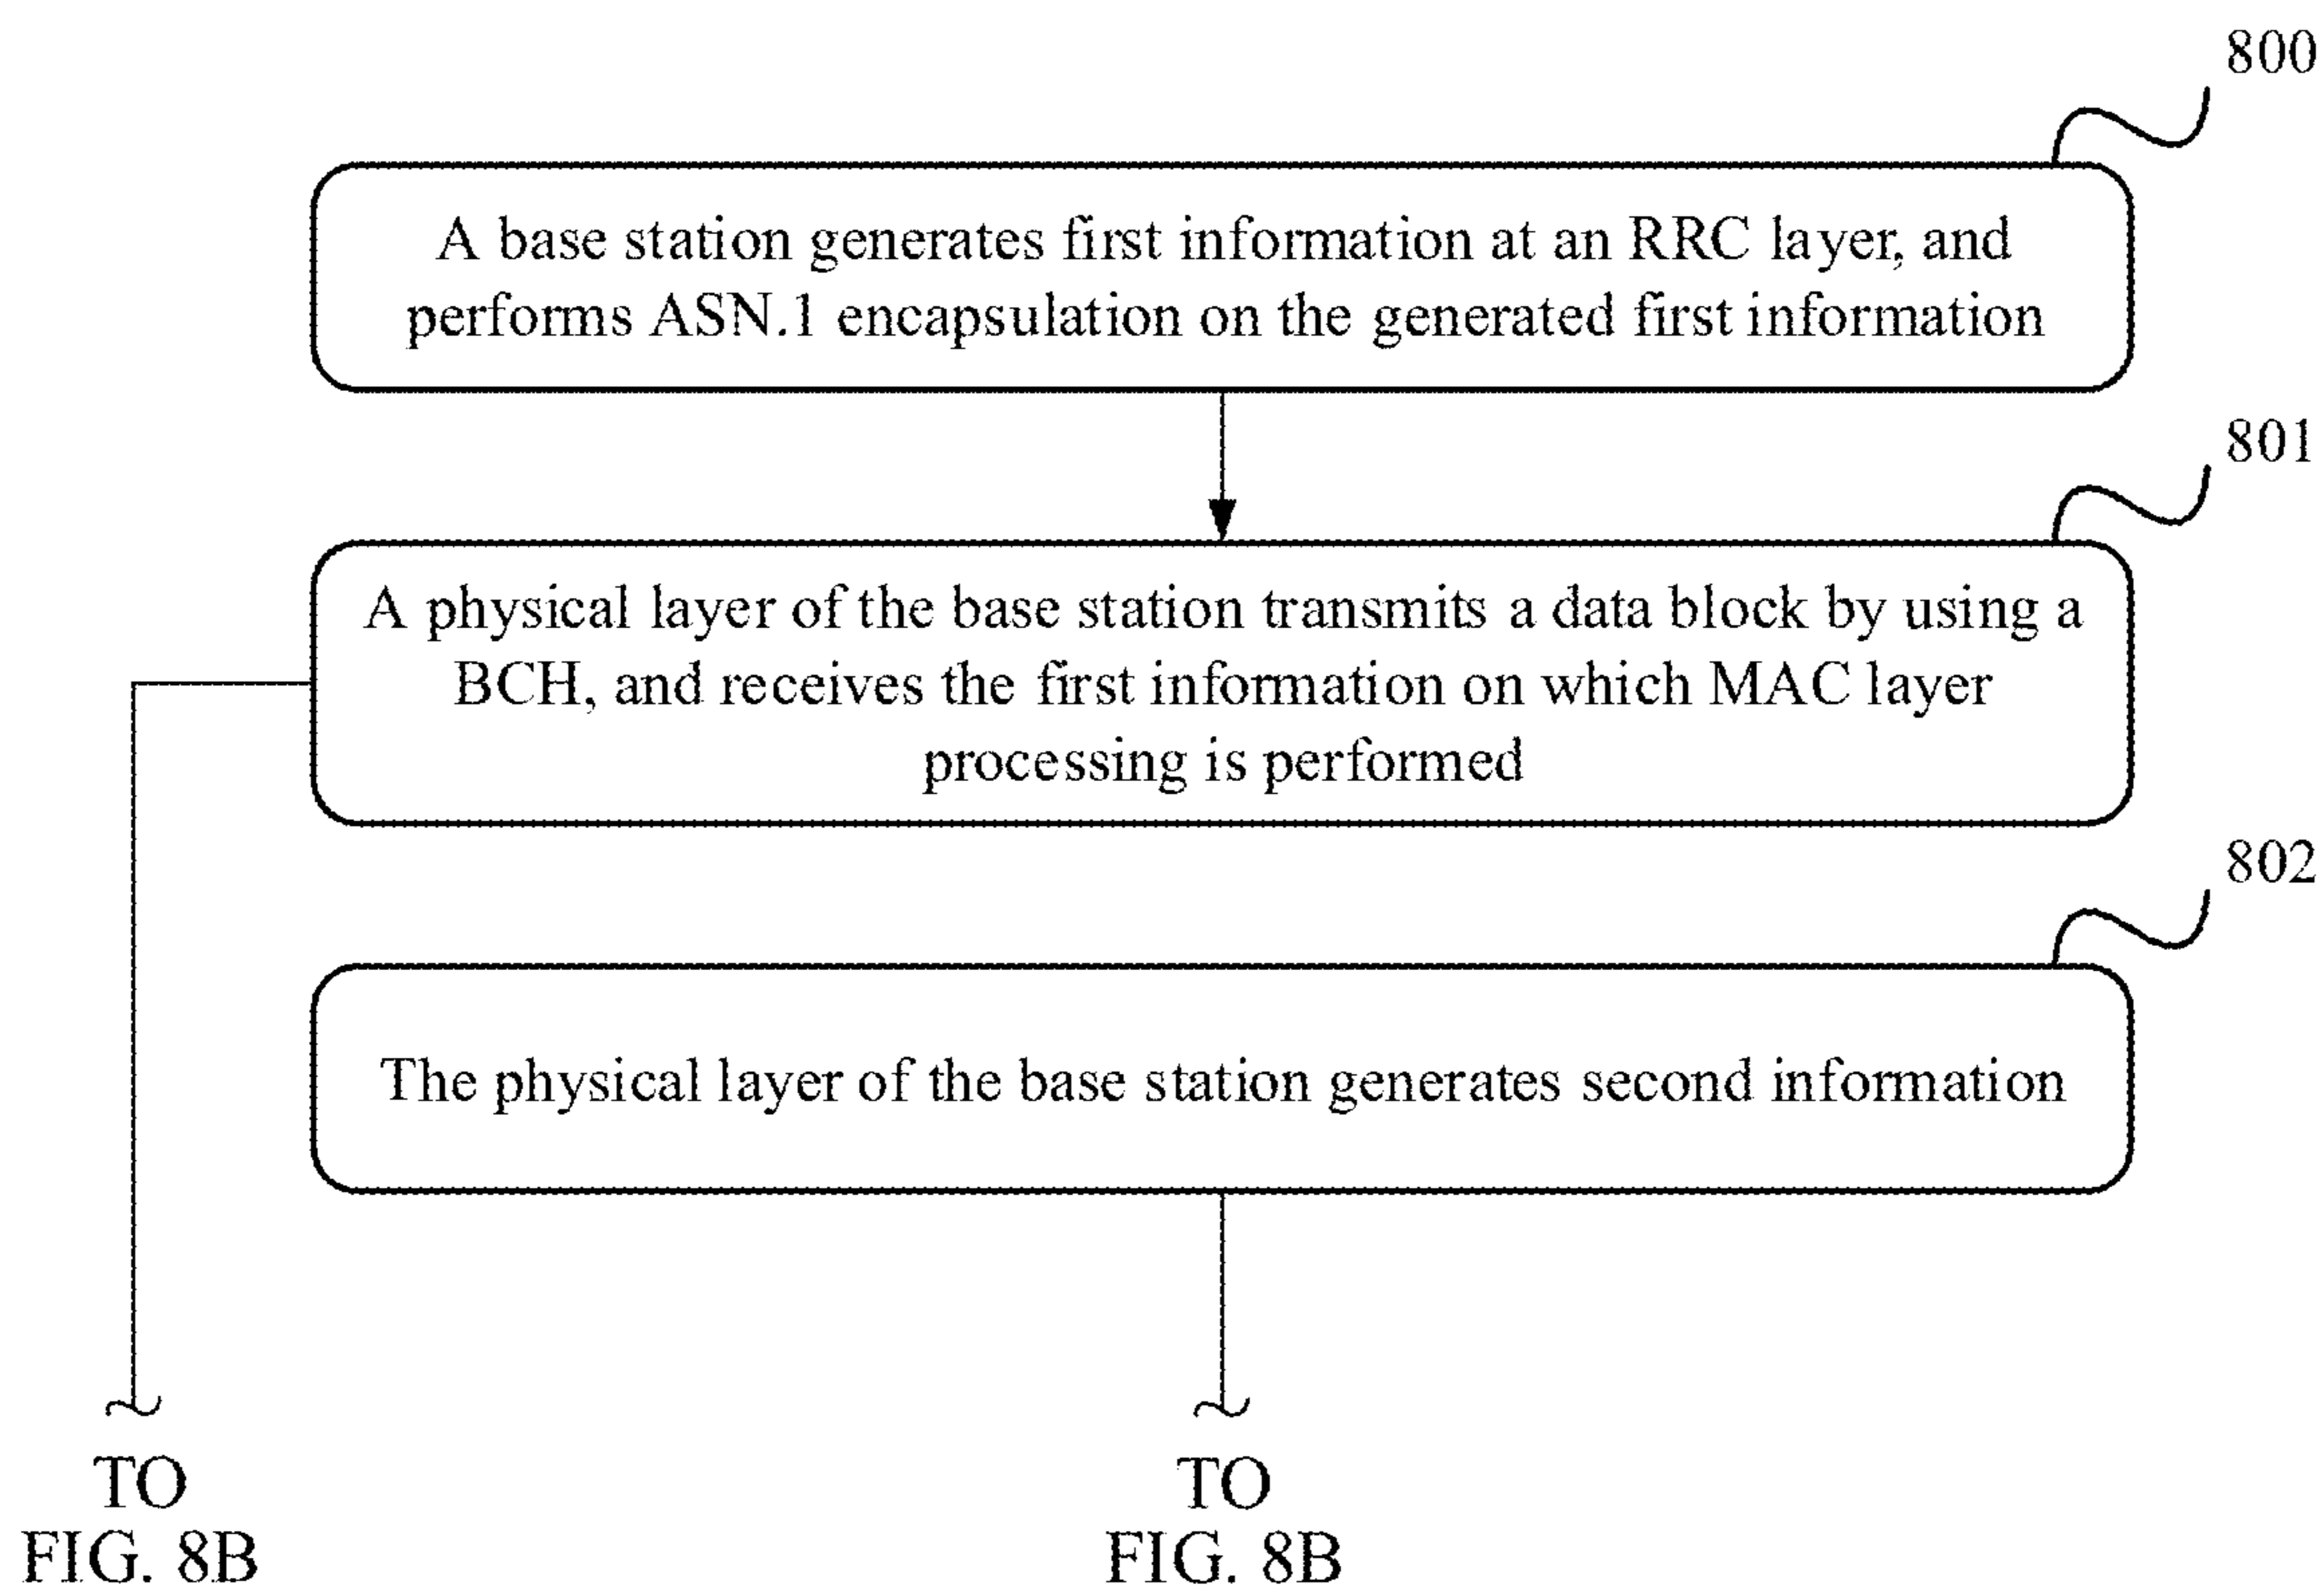 800
A base station generates first information at an RRC layer, and
performs ASN.1 encapsulation on the generated first information
801
A physical layer of the base station transmits a data block by using a
BCH, and receives the first information on which MAC layer
processing is performed
802
The physical layer of the base station generates second information
TO
FIG. 8B
TO
FIG. 8B